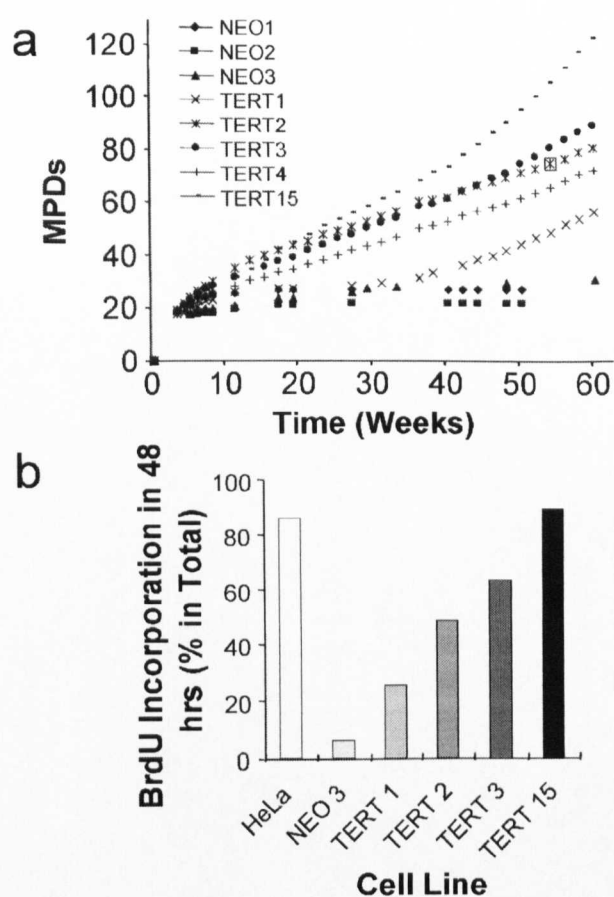 a
120
100
80
60
40
20
0
MPDs
NEO1
NEO2
NEO3
TERT1
TERT2
TERT3
TERT4
TERT15
0 10 20 30 40 50 60
Time (Weeks)
b
BrdU Incorporation in 48
hrs (% in Total)
100
80
60
40
20
0
HeLa
NEO 3
TERT 1
TERT 2
TERT 3
TERT 15
Cell Line